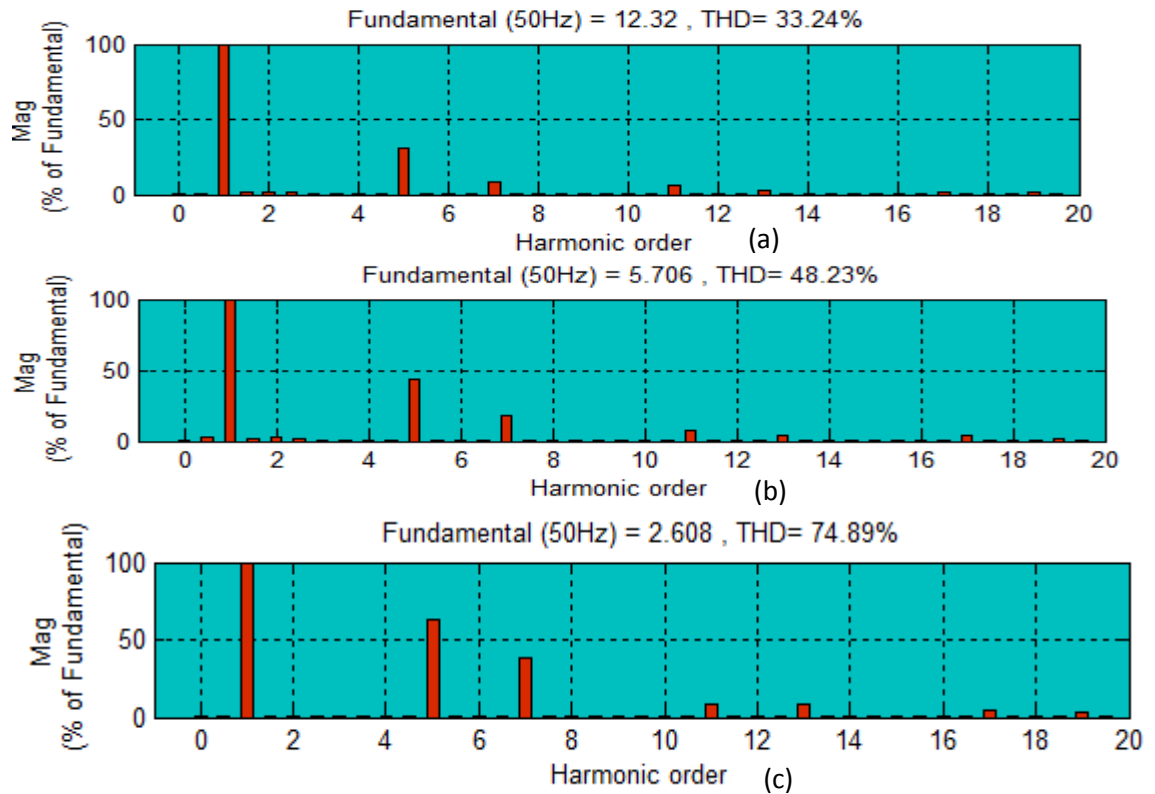 Fundamental (50Hz) = 12.32 , THD= 33.24%
Mag
(% of Fundamental)
100
50
0
0 2 4 6 8 10 12 14 16 18 20
Harmonic order
(a)
Fundamental (50Hz) = 5.706 , THD= 48.23%
Mag
(% of Fundamental)
100
50
0
0 2 4 6 8 10 12 14 16 18 20
Harmonic order
(b)
Fundamental (50Hz) = 2.608 , THD= 74.89%
Mag
(% of Fundamental)
100
50
0
0 2 4 6 8 10 12 14 16 18 20
Harmonic order
(c)